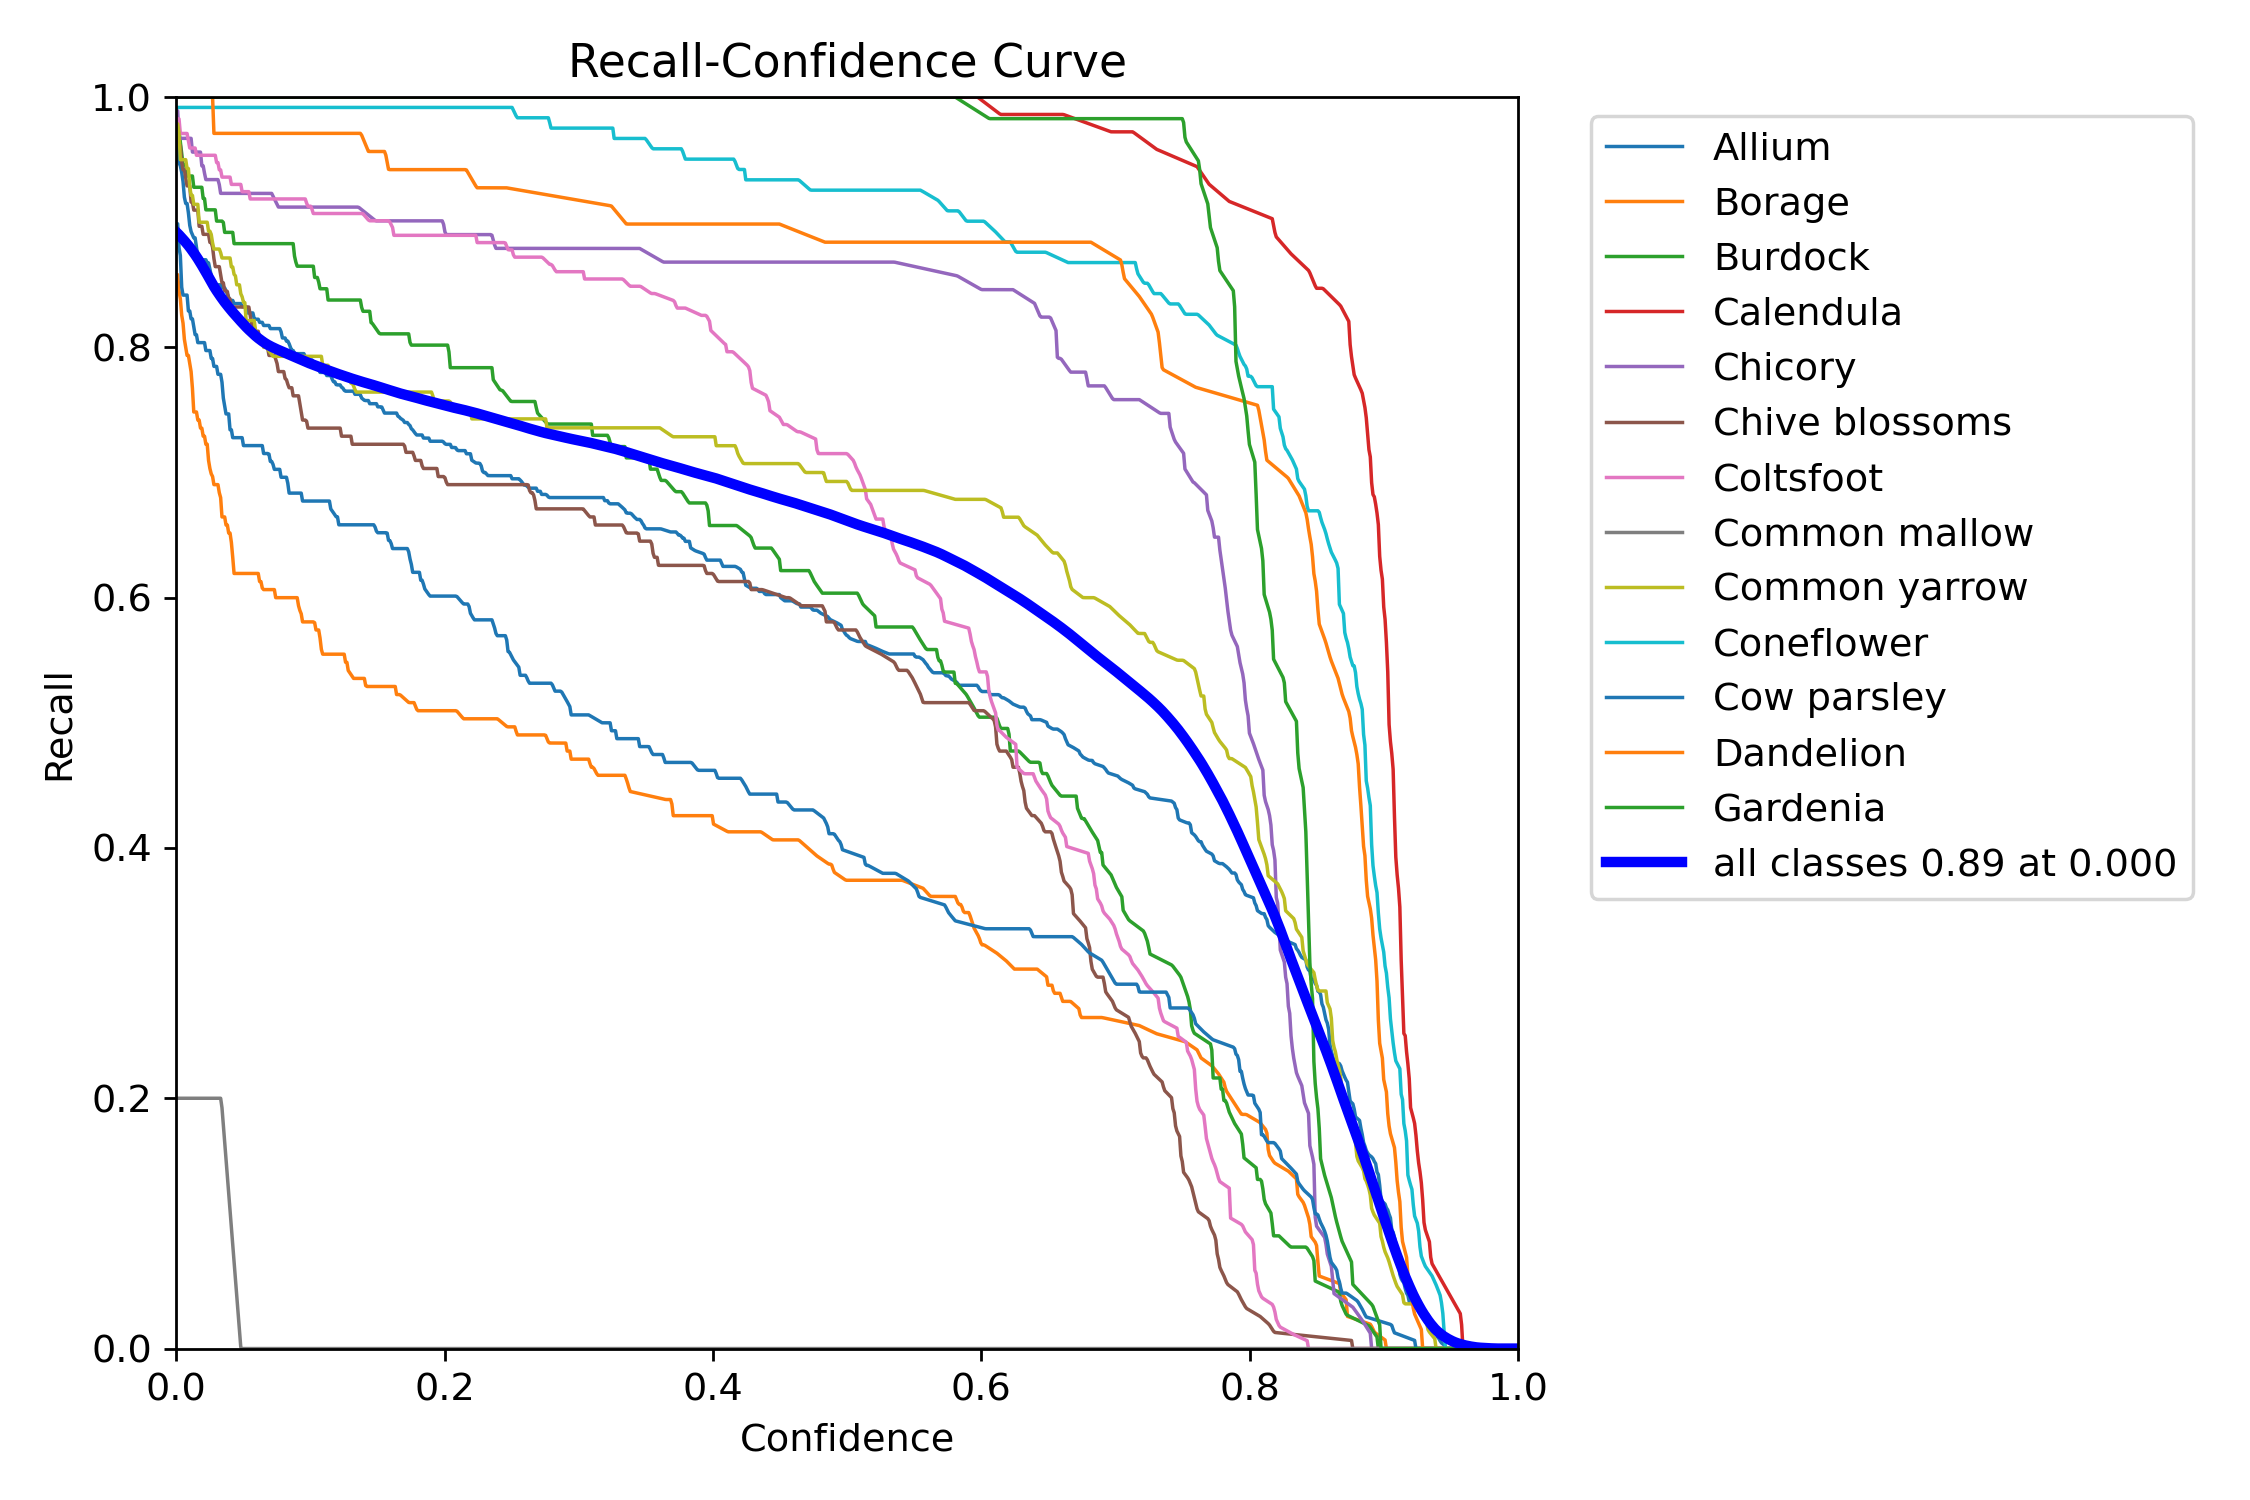 Recall-Confidence Curve
1.0
0.8
0.6
0.4
0.2
0.0
Recall
0.0 0.2 0.4 0.6 0.8 1.0
Confidence
Allium
Borage
Burdock
Calendula
Chicory
Chive blossoms
Coltsfoot
Common mallow
Common yarrow
Coneflower
Cow parsley
Dandelion
Gardenia
all classes 0.89 at 0.000